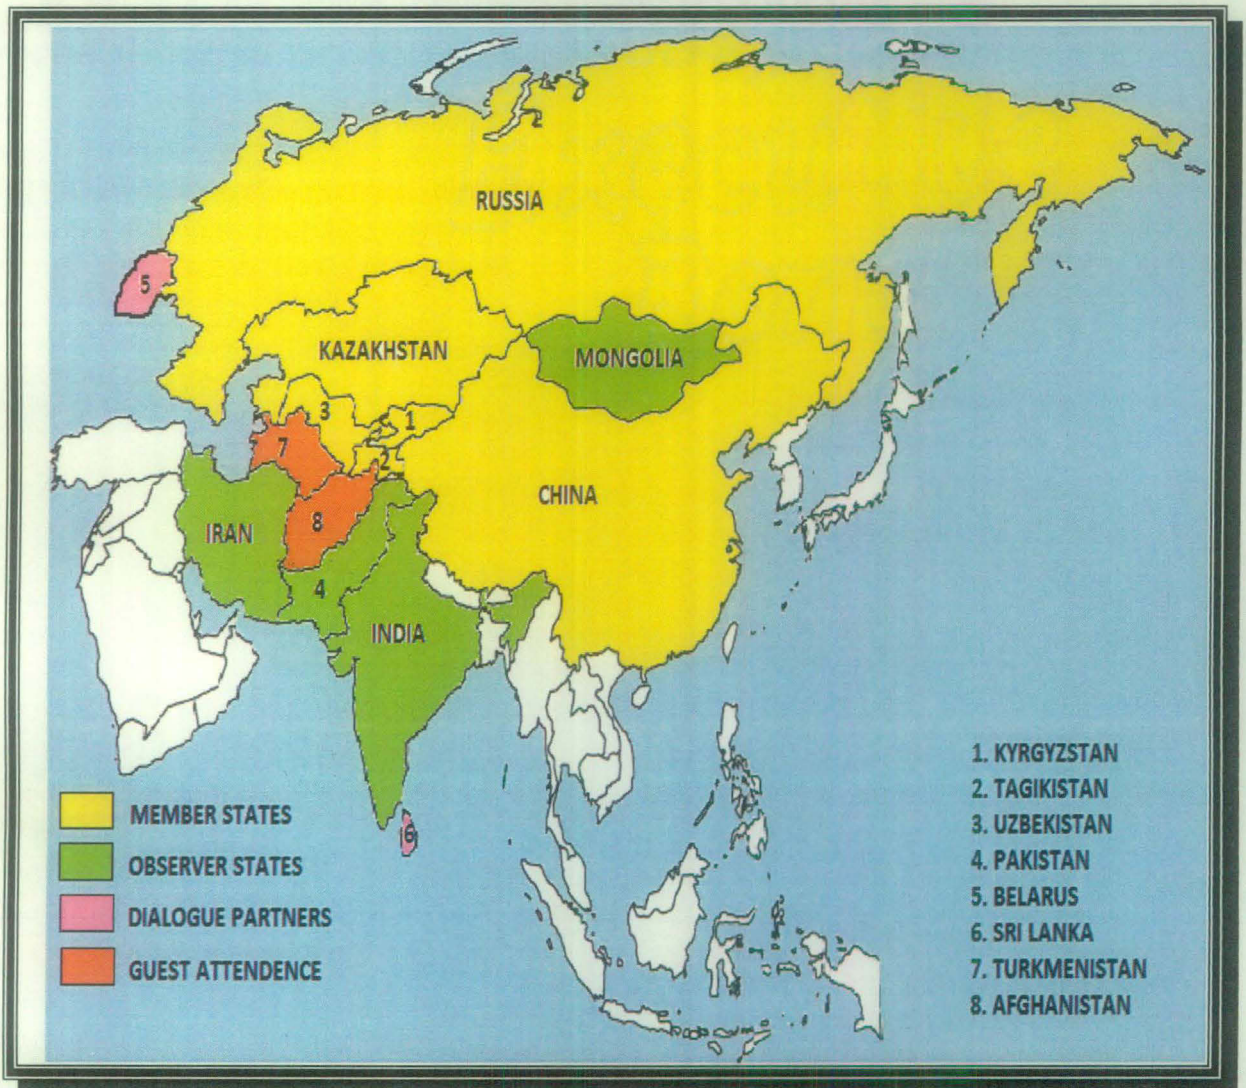 RUSSIA
5
KAZAKHSTAN
MONGOLIA
3
1
7
2
CHINA
IRAN
8
4
INDIA
6
MEMBER STATES
OBSERVER STATES
DIALOGUE PARTNERS
GUEST ATTENDENCE
1. KYRGYZSTAN
2. TAGIKISTAN
3. UZBEKISTAN
4. PAKISTAN
5. BELARUS
6. SRI LANKA
7. TURKMENISTAN
8. AFGHANISTAN